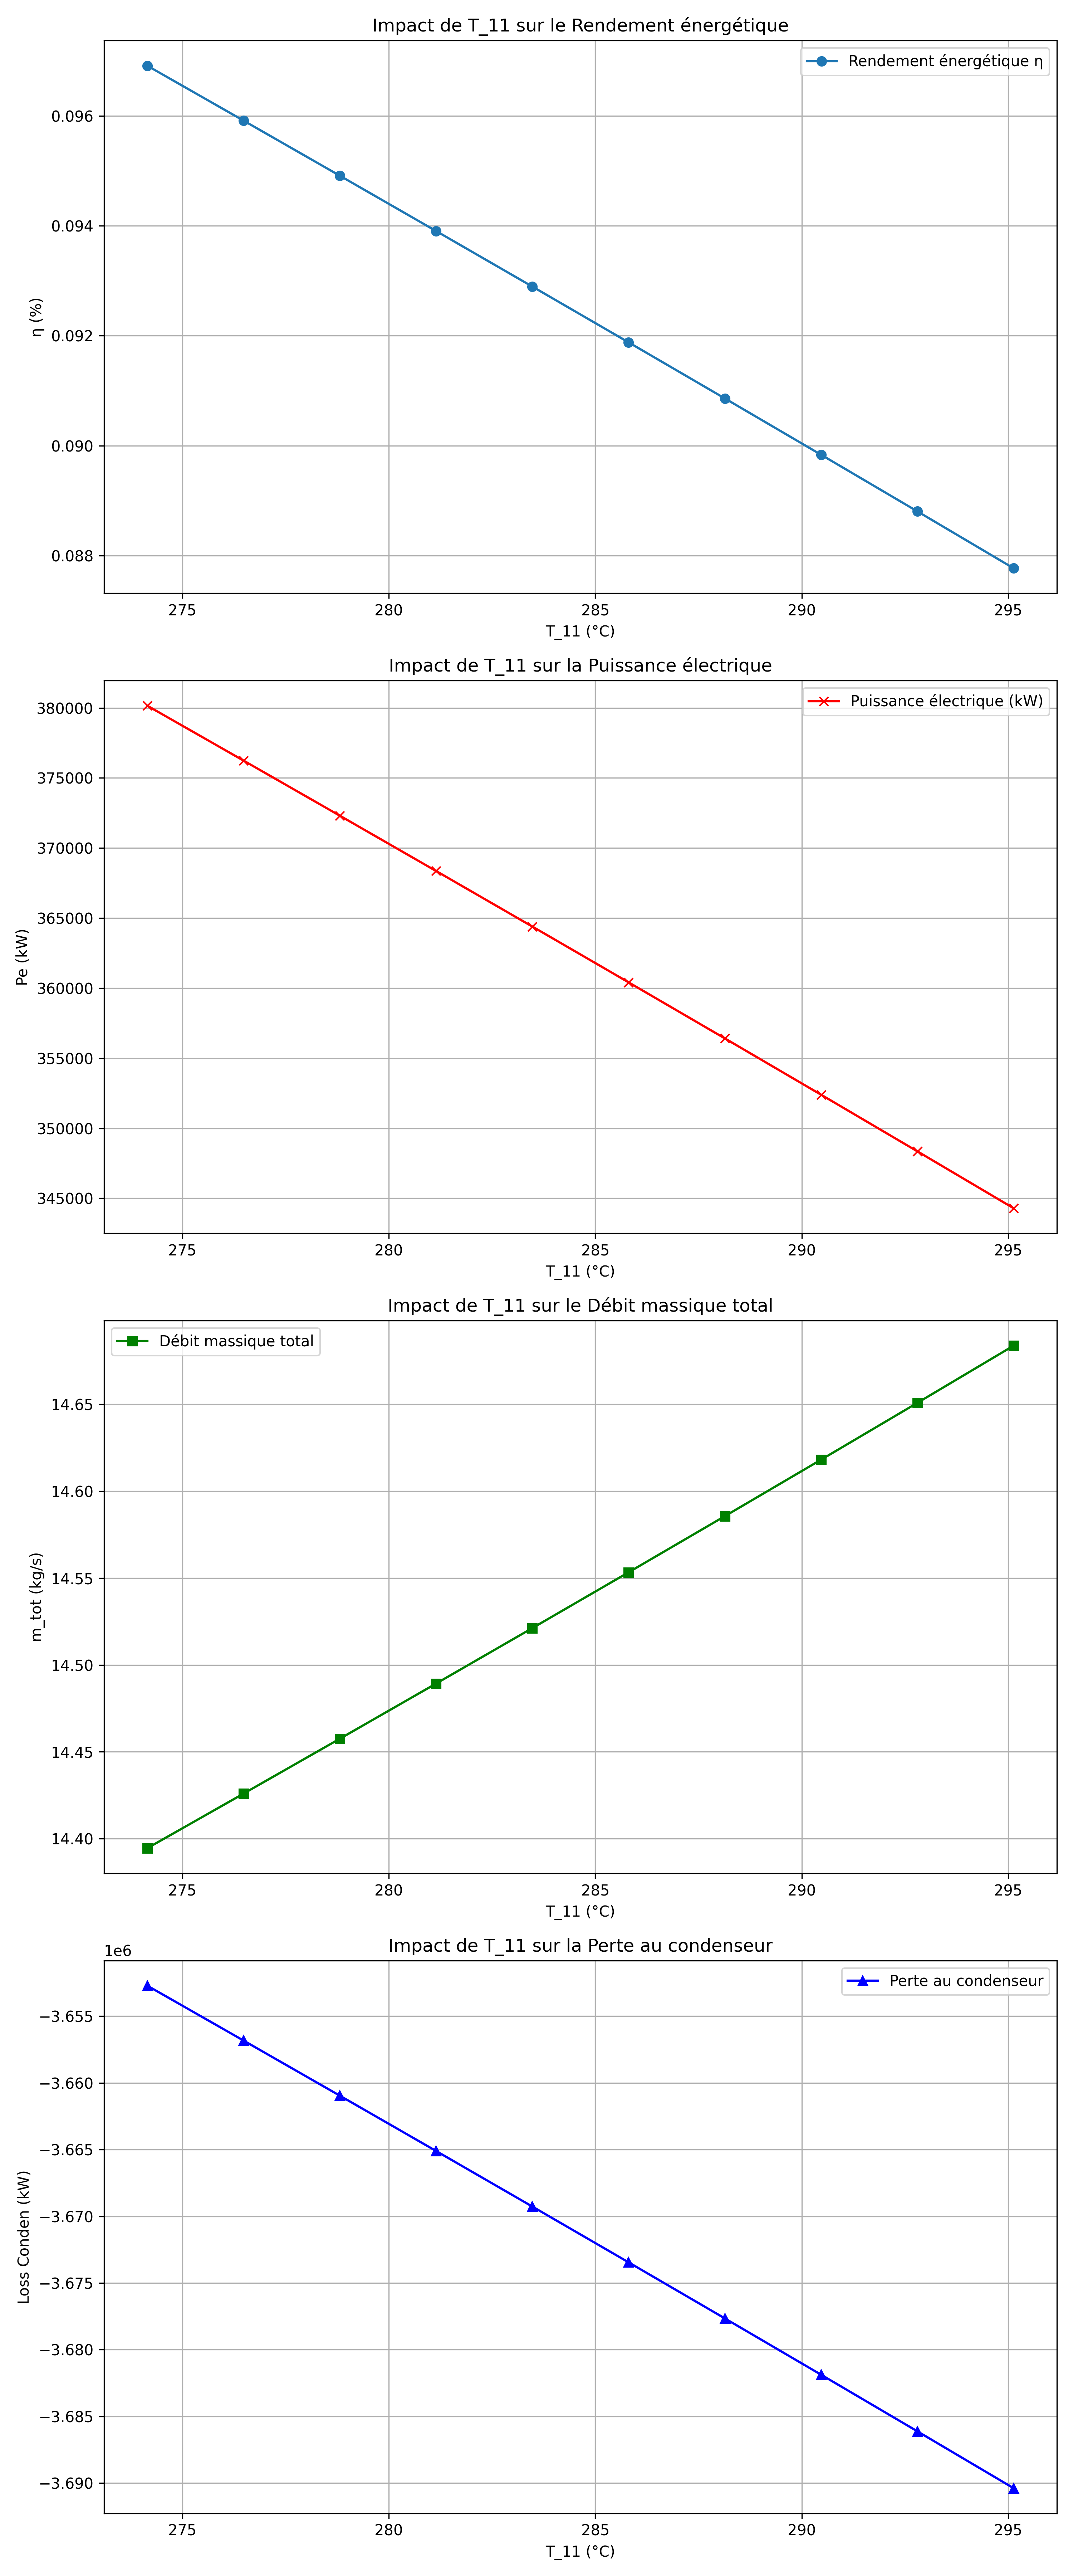 Impact de T_11 sur le Rendement énergétique
Rendement énergétique η
0.096
0.094
0.092
0.090
0.088
η (%)
275 280 285 290 295
T_11 (°C)
Impact de T_11 sur la Puissance électrique
Puissance électrique (kW)
380000
375000
370000
365000
360000
355000
350000
345000
Pe (kW)
275 280 285 290 295
T_11 (°C)
Impact de T_11 sur le Débit massique total
Débit massique total
14.65
14.60
14.55
14.50
14.45
14.40
m_tot (kg/s)
275 280 285 290 295
T_11 (°C)
Impact de T_11 sur la Perte au condenseur
1e6
Perte au condenseur
−3.655
−3.660
−3.665
−3.670
−3.675
−3.680
−3.685
−3.690
Loss Conden (kW)
275 280 285 290 295
T_11 (°C)